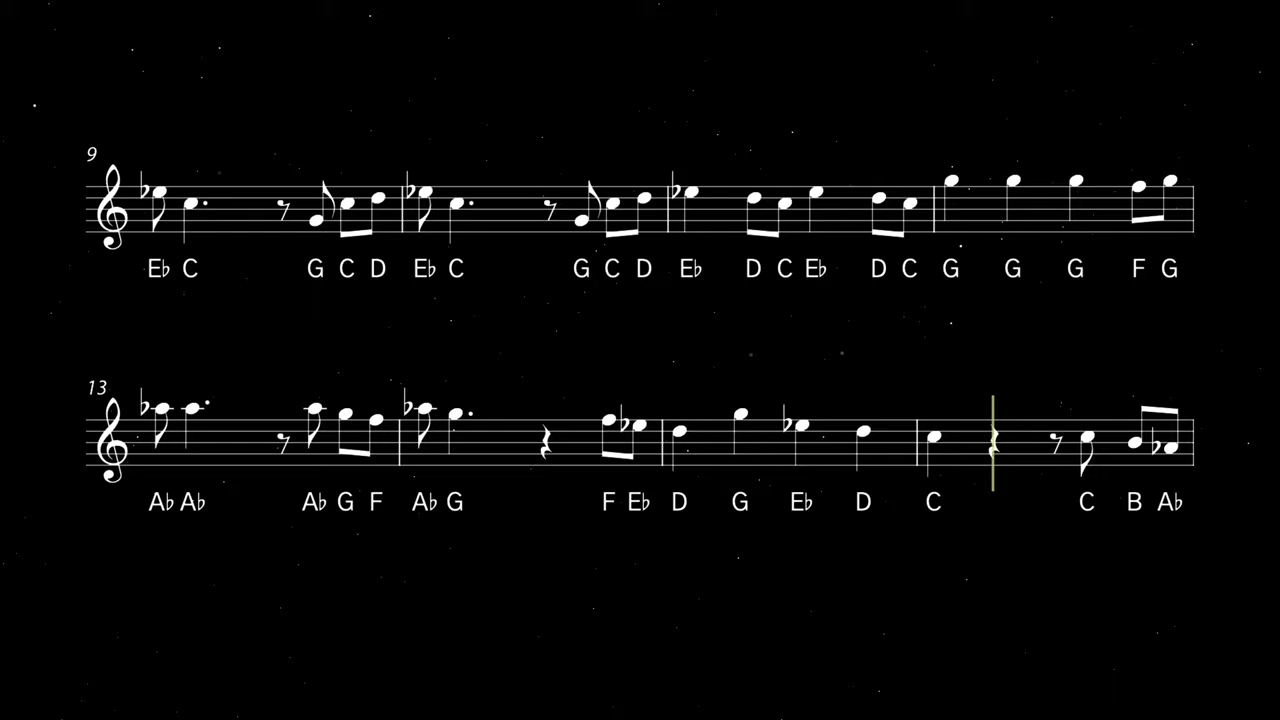 9
E♭ C G C D E♭ C G C D E♭ D C E♭ D C G G G F G
13
A♭ A♭ A♭ G F A♭ G F E♭ D G E♭ D C C B A♭